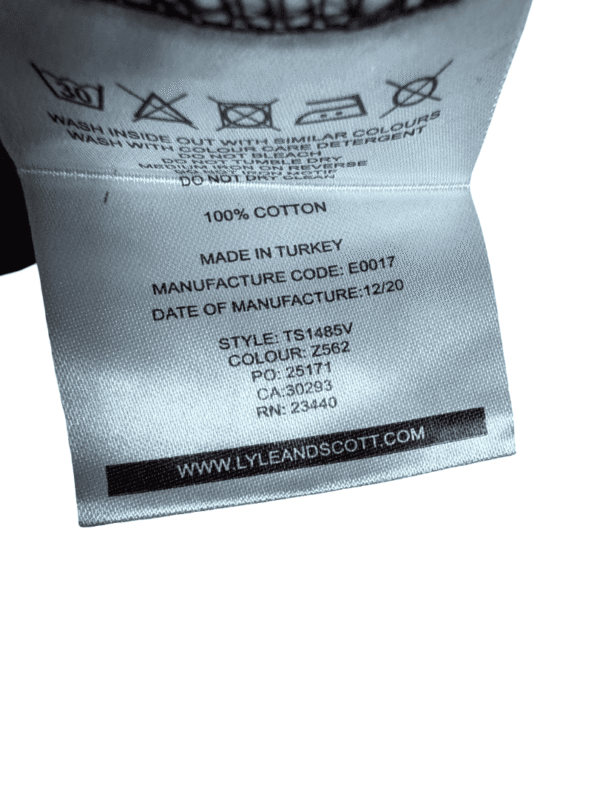 30
WASH INSIDE OUT WITH SIMILAR COLOURS
WASH WITH COLOUR CARE DETERGENT
DO NOT BLEACH
DO NOT TUMBLE DRY
MEDIUM IRON ON REVERSE
DO NOT IRON MOTIF
DO NOT DRY CLEAN
100% COTTON
MADE IN TURKEY
MANUFACTURE CODE: E0017
DATE OF MANUFACTURE:12/20
STYLE: TS1485V
COLOUR: Z562
PO: 25171
CA:30293
RN: 23440
WWW.LYLEANDSCOTT.COM